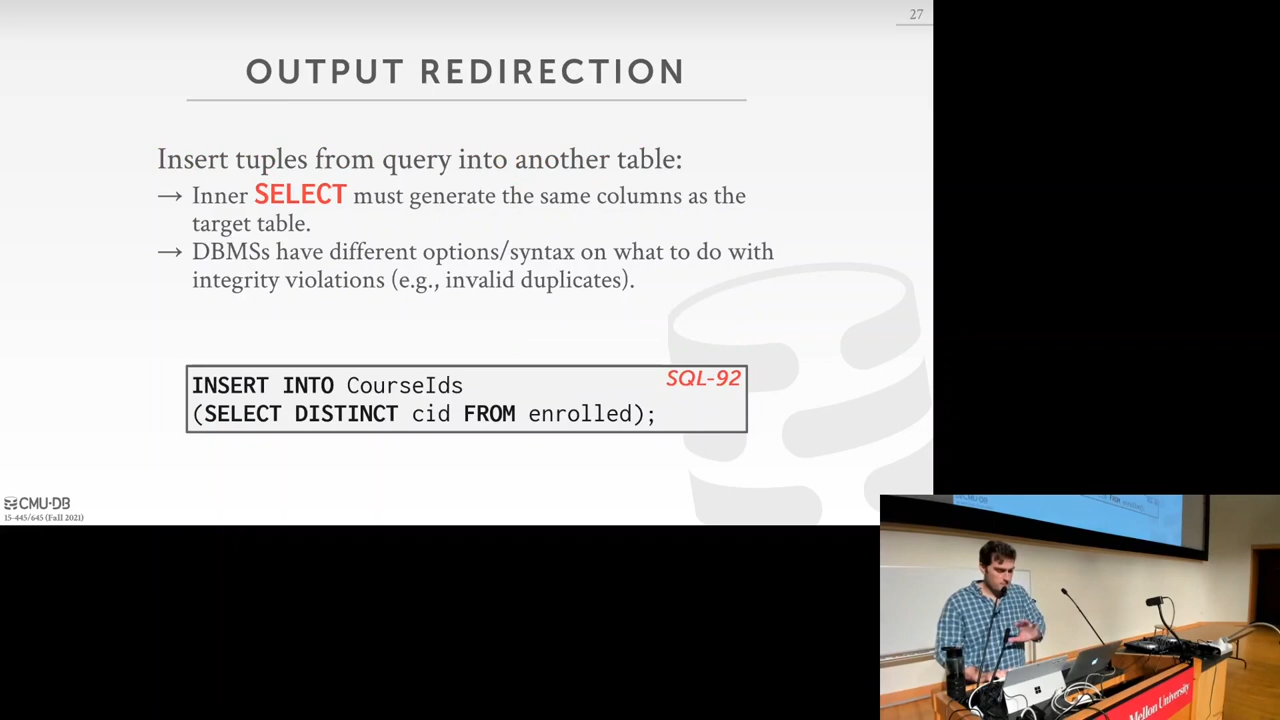 27
OUTPUT REDIRECTION
Insert tuples from query into another table:
→ Inner SELECT must generate the same columns as the
target table.
→ DBMSs have different options/syntax on what to do with
integrity violations (e.g., invalid duplicates).
SQL-92
INSERT INTO CourseIds
(SELECT DISTINCT cid FROM enrolled);
CMU·DB
15-445/645 (Fall 2021)
Mellon University